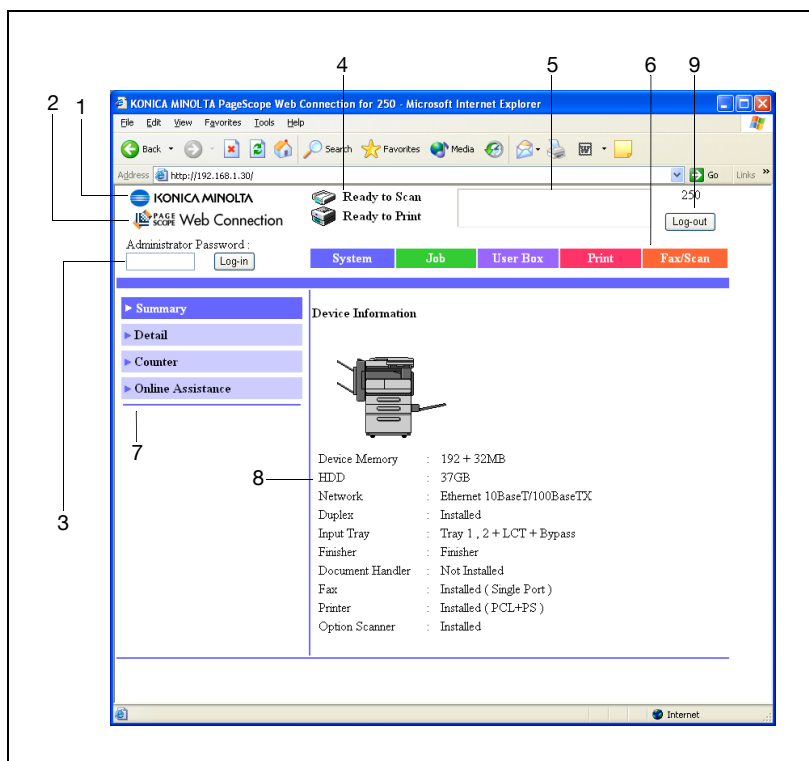 4 5 6 9
2 1
KONICA MINOLTA PageScope Web Connection for 250 - Microsoft Internet Explorer
File Edit View Favorites Tools Help
Back Search Favorites Media
Address http://192.168.1.30/ Go Links »
KONICA MINOLTA
PAGE SCOPE Web Connection
Ready to Scan
Ready to Print
250
Log-out
Administrator Password :
Log-in
System Job User Box Print Fax/Scan
Summary
Detail
Counter
Online Assistance
7
3
8
Device Information
Device Memory : 192 + 32MB
HDD : 37GB
Network : Ethernet 10BaseT/100BaseTX
Duplex : Installed
Input Tray : Tray 1 , 2 + LCT + Bypass
Finisher : Finisher
Document Handler : Not Installed
Fax : Installed ( Single Port )
Printer : Installed ( PCL+PS )
Option Scanner : Installed
Internet